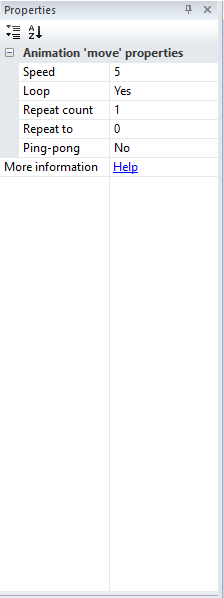 Properties
A
Z
Animation 'move' properties
Speed 5
Loop Yes
Repeat count 1
Repeat to 0
Ping-pong No
More information Help